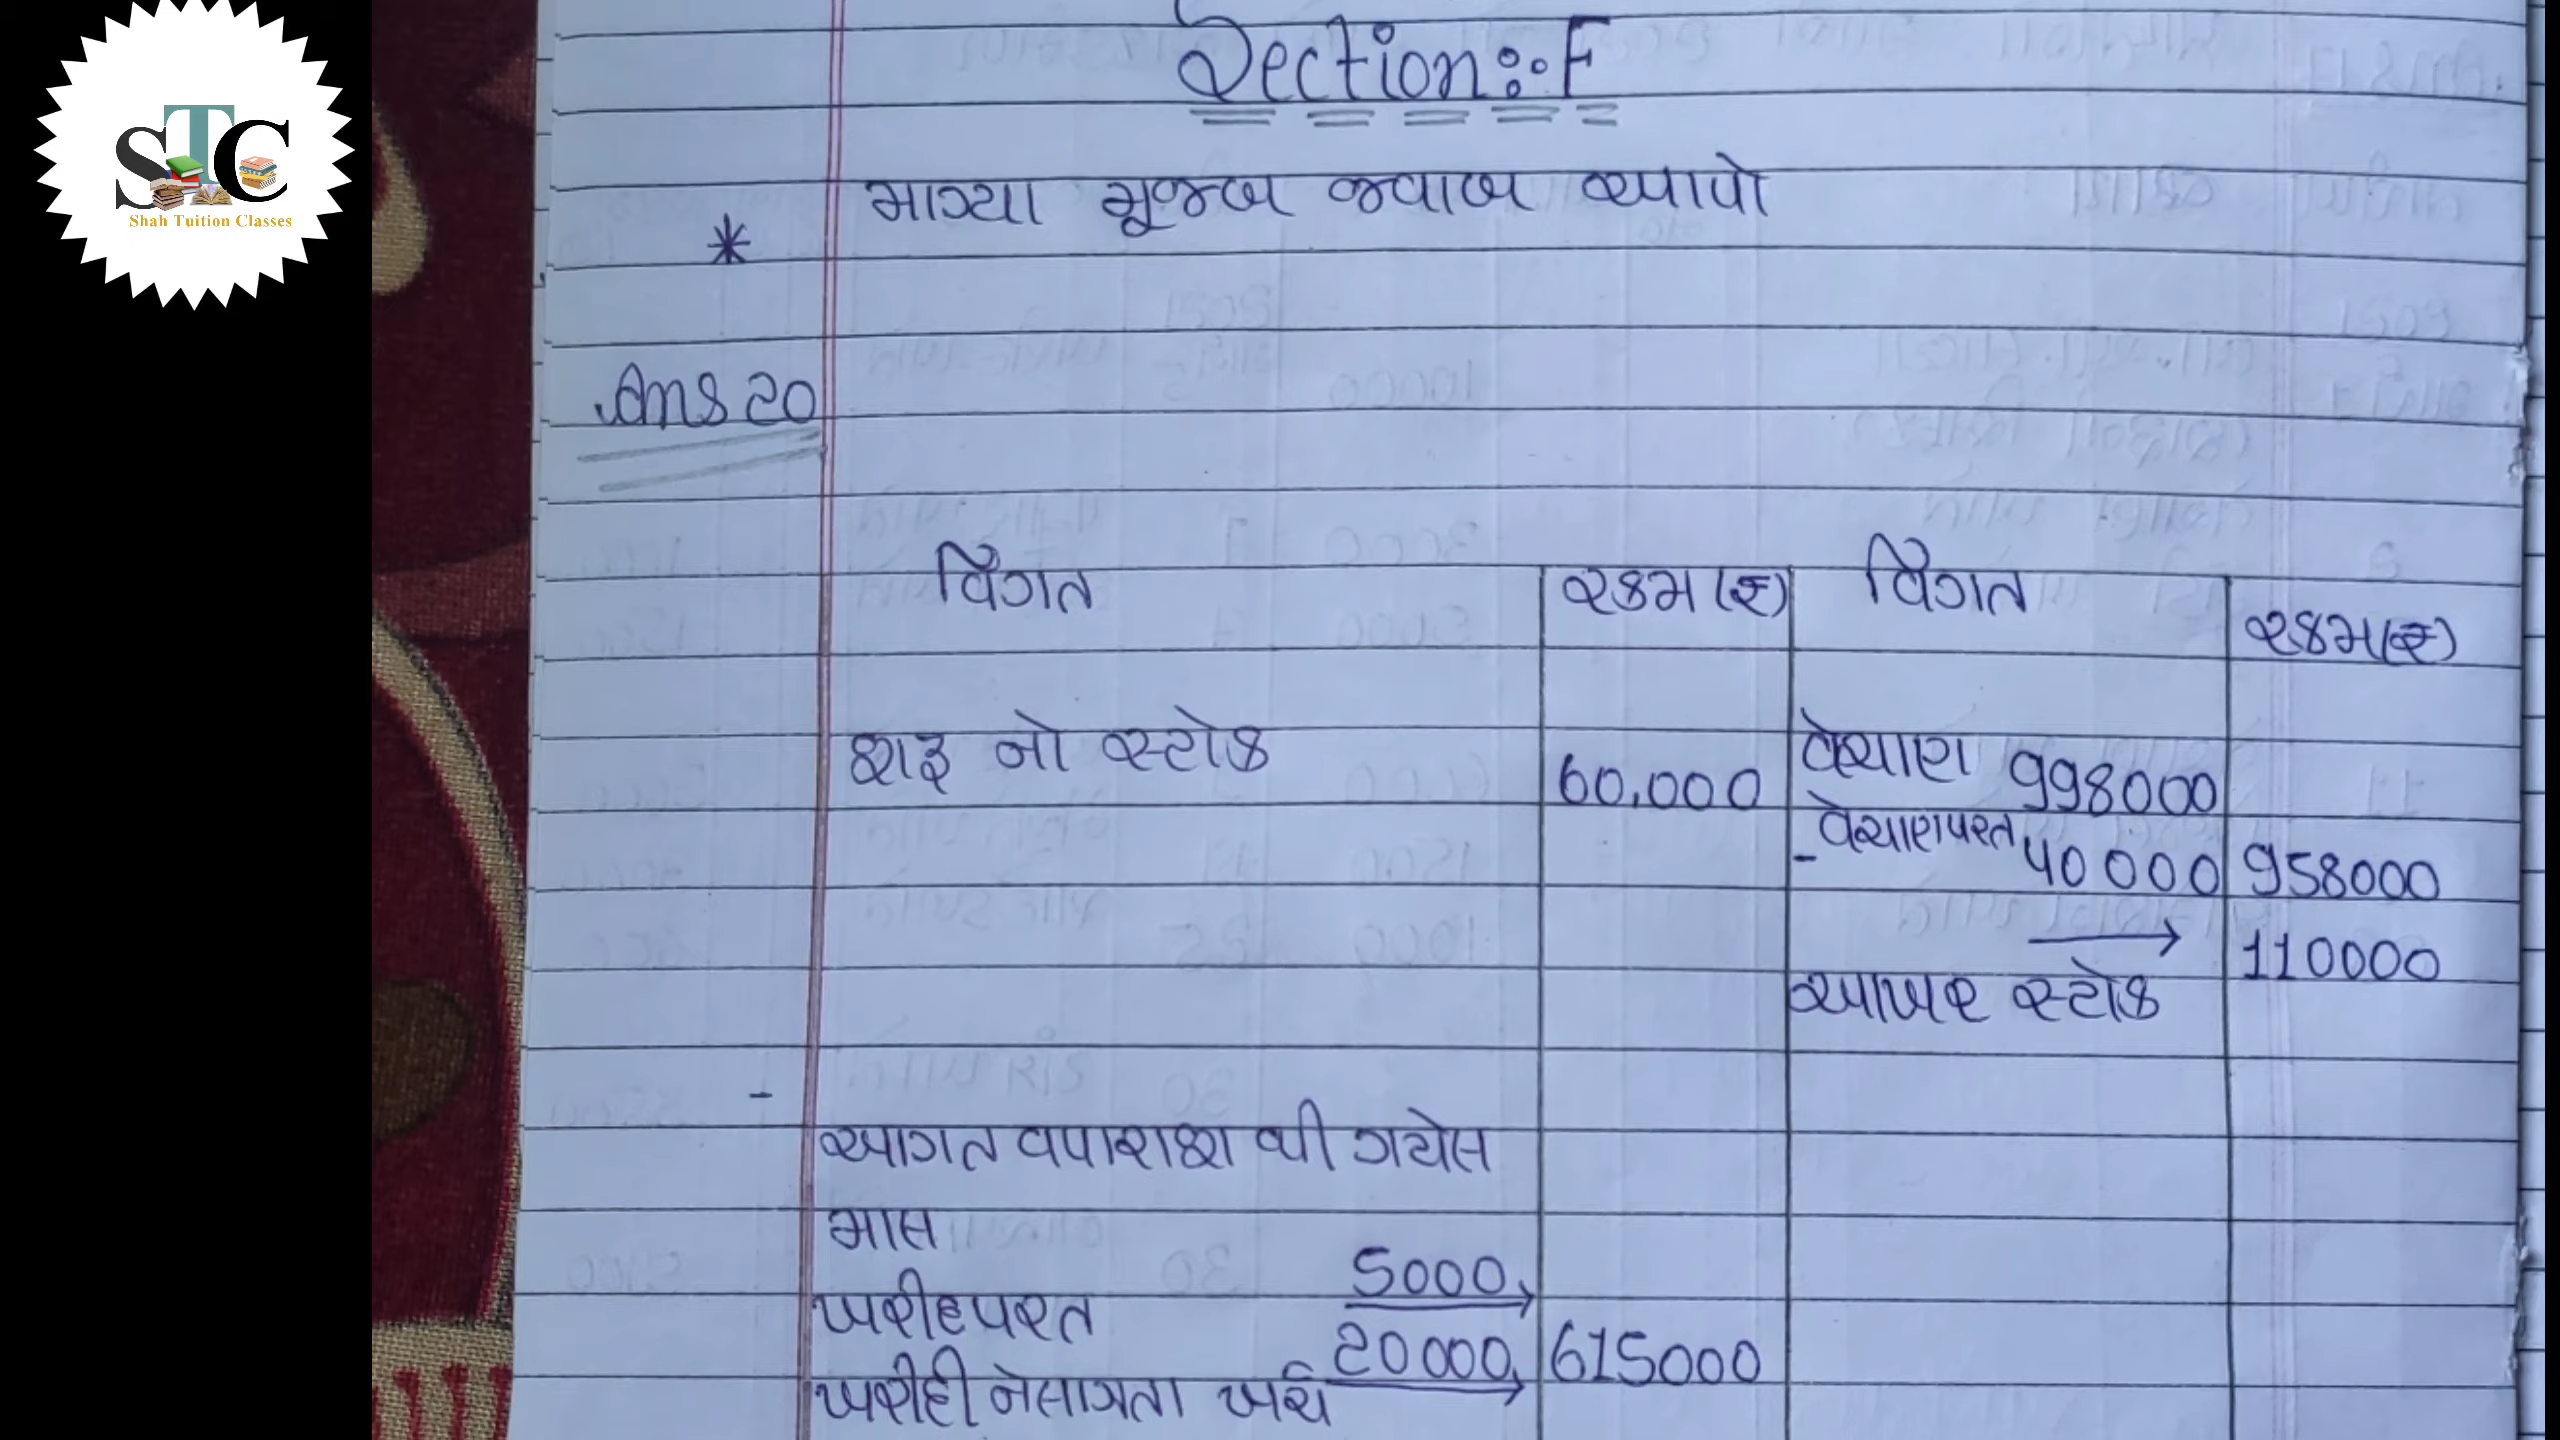 STC
Shah Tuition Classes
Section :- F
* માગ્યા મૂજબ જવાબ આપો
Ans 20
વિગત રકમ (₹) વિગત રકમ (₹)
શરૂ નો સ્ટોક 60,000 વેચાણ 998000
- વેચાણપરત 40000 958000
→ 110000
આખર સ્ટોક
-
આગત વપારાશ થી ગયેલ
માલ 5000 →
ખરીદપરત 20000 → 615000
ખરીદી નેલાગતા ખર્ચ